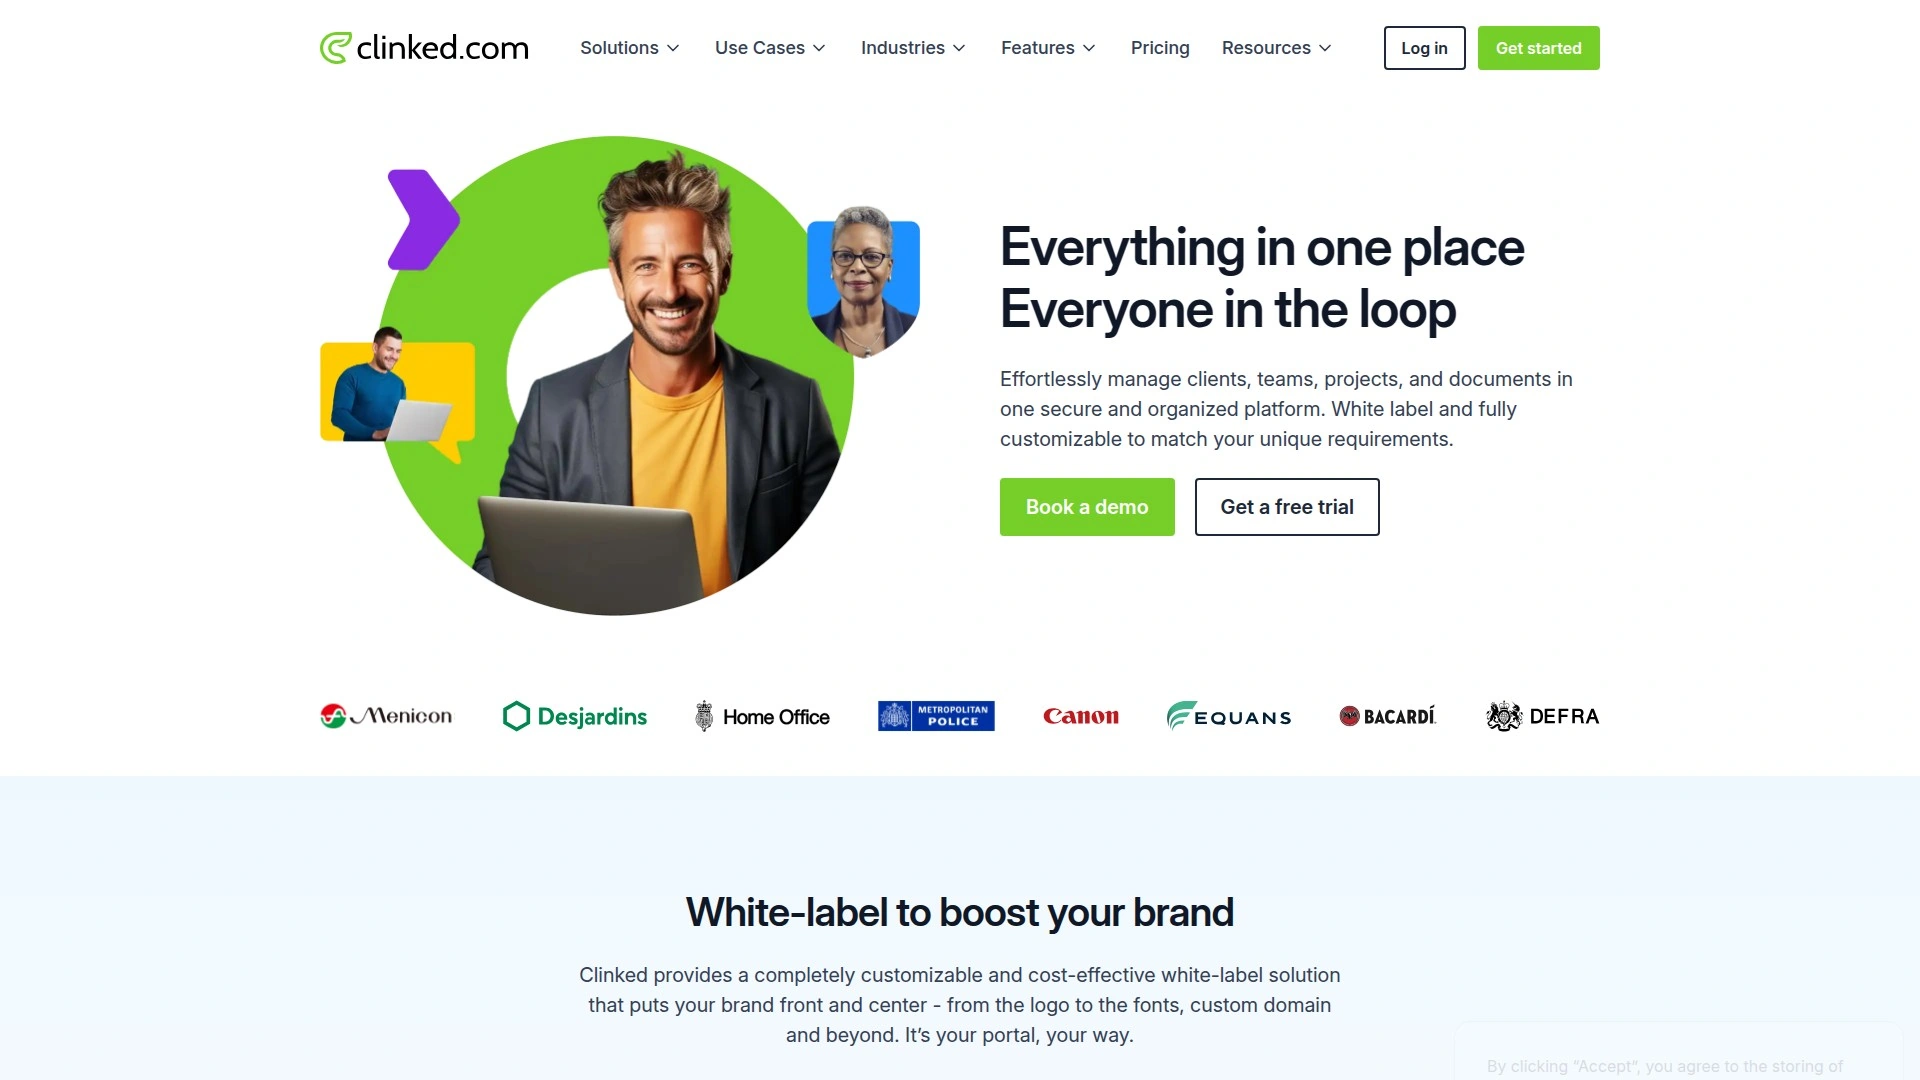 clinked.com
Solutions
Use Cases
Industries
Features
Pricing
Resources
Log in
Get started
Everything in one place
Everyone in the loop
Effortlessly manage clients, teams, projects, and documents in
one secure and organized platform. White label and fully
customizable to match your unique requirements.
Book a demo
Get a free trial
Menicon
Desjardins
Home Office
METROPOLITAN
POLICE
Canon
EQUANS
BACARDÍ
DEFRA
White-label to boost your brand
Clinked provides a completely customizable and cost-effective white-label solution
that puts your brand front and center - from the logo to the fonts, custom domain
and beyond. It’s your portal, your way.
By clicking “Accept”, you agree to the storing of